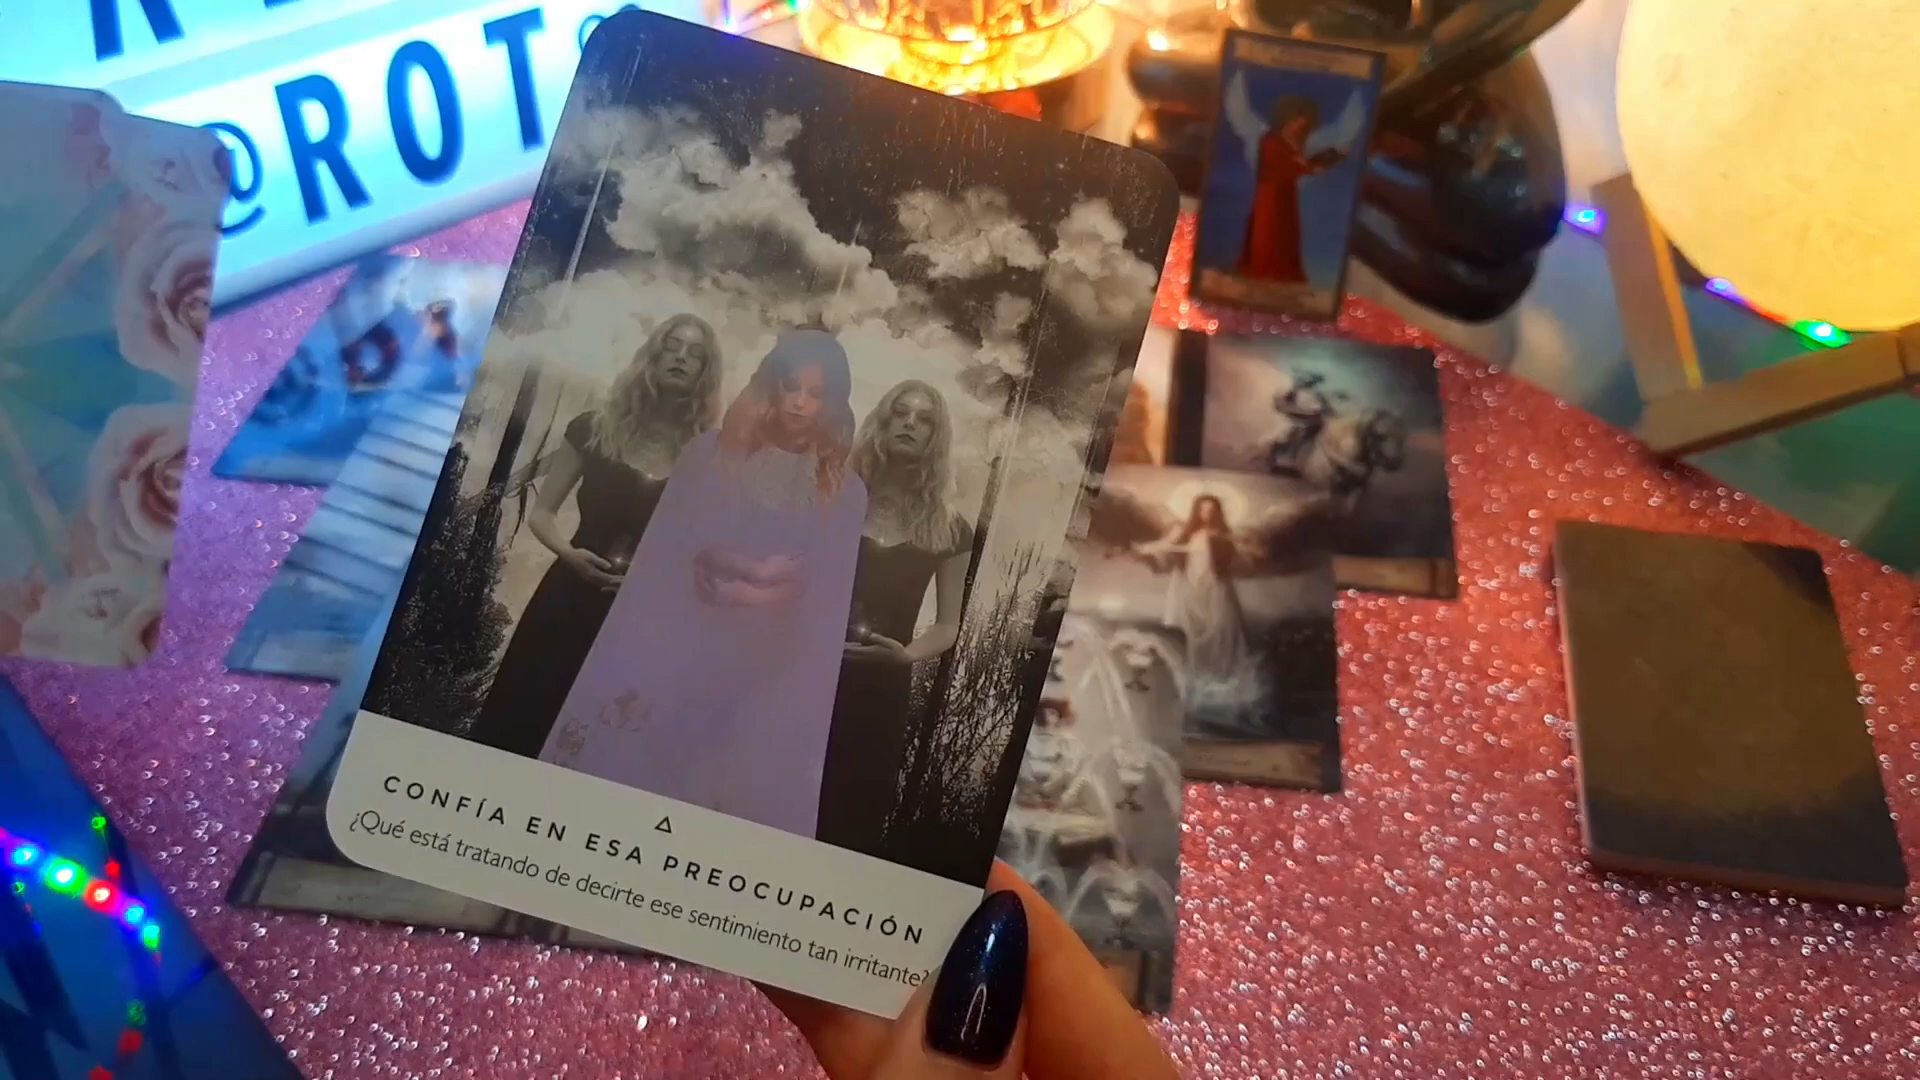 @ROT
CONFÍA EN ESA PREOCUPACIÓN
¿Qué está tratando de decirte ese sentimiento tan irritante?